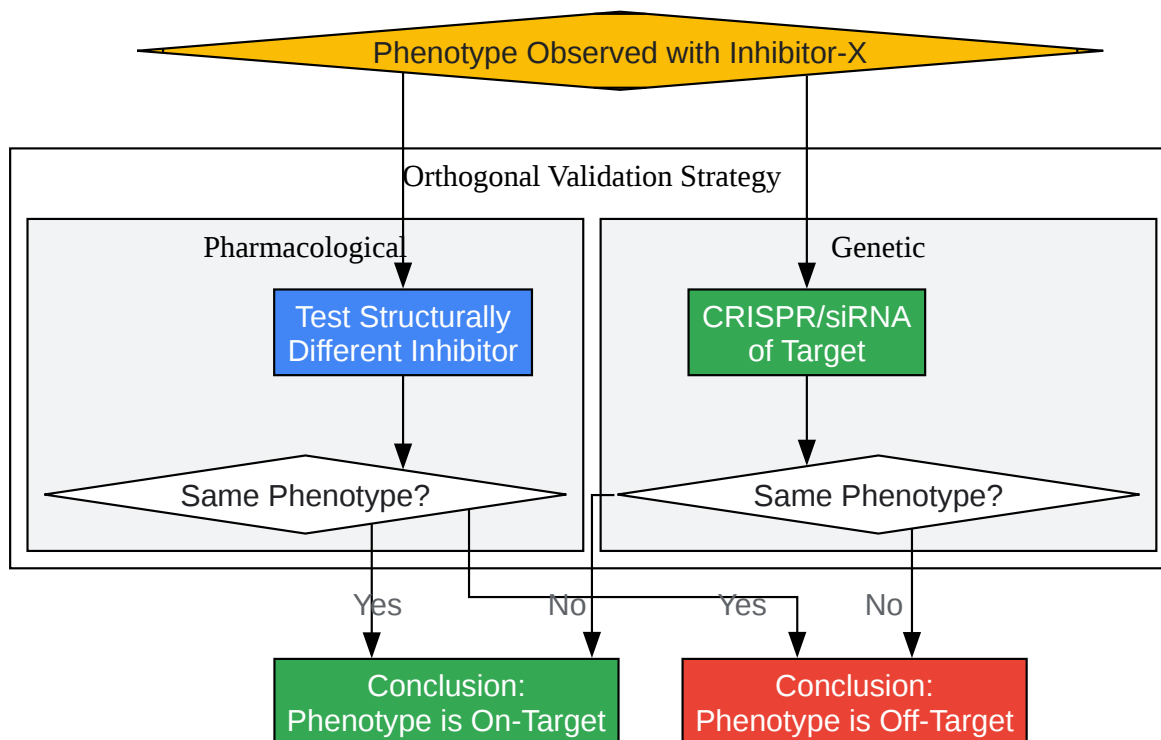 Phenotype Observed with Inhibitor-X
Orthogonal Validation Strategy
Pharmacological
Genetic
Test Structurally
Different Inhibitor
CRISPR/siRNA
of Target
Same Phenotype?
Same Phenotype?
Yes
No
Yes
No
Conclusion:
Phenotype is On-Target
Conclusion:
Phenotype is Off-Target